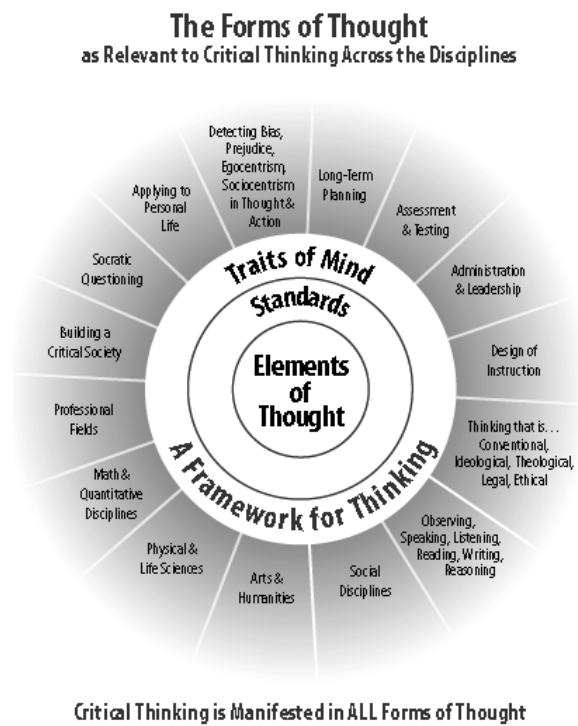 The Forms of Thought
as Relevant to Critical Thinking Across the Disciplines
Detecting Bias,
Prejudice,
Egocentrism,
Sociocentrism
in Thought &
Action
Long-Term
Planning
Assessment
& Testing
Administration
& Leadership
Design of
Instruction
Thinking that is...
Conventional,
Ideological, Theological,
Legal, Ethical
Observing,
Speaking, Listening,
Reading, Writing,
Reasoning
Social
Disciplines
Arts &
Humanities
Physical &
Life Sciences
Math &
Quantitative
Disciplines
Professional
Fields
Building a
Critical Society
Socratic
Questioning
Applying to
Personal
Life
Traits of Mind
Standards
Elements
of
Thought
A Framework for Thinking
Critical Thinking is Manifested in ALL Forms of Thought